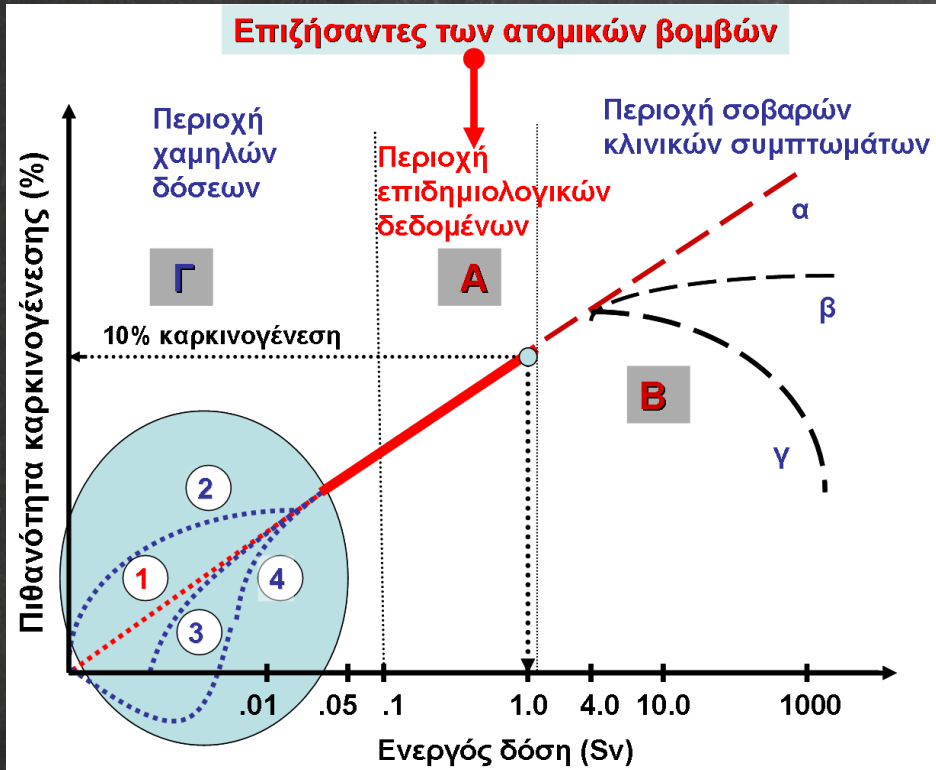 Επιζήσαντες των ατομικών βομβών
Περιοχή
χαμηλών
δόσεων
Περιοχή
επιδημιολογικών
δεδομένων
Περιοχή σοβαρών
κλινικών συμπτωμάτων
α
β
γ
Γ
Α
Β
10% καρκινογένεση
Πιθανότητα καρκινογένεσης (%)
2
1
4
3
.01
.05
.1
1.0
4.0
10.0
1000
Ενεργός δόση (Sv)